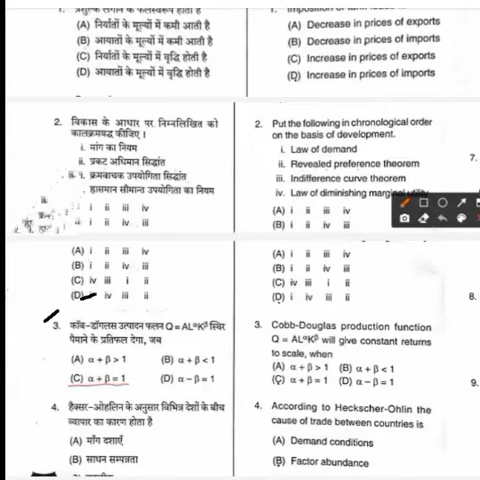 (A) निर्यातों के मूल्यों में कमी आती है
(B) आयातों के मूल्यों में कमी आती है
(C) निर्यातों के मूल्यों में वृद्धि होती है
(D) आयातों के मूल्यों में वृद्धि होती है
(A) Decrease in prices of exports
(B) Decrease in prices of imports
(C) Increase in prices of exports
(D) Increase in prices of imports
2. विकास के आधार पर निम्नलिखित को
कालक्रमबद्ध कीजिए ।
i. मांग का नियम
ii. प्रकट अधिमान सिद्धांत
क्रमवाचक उपयोगिता सिद्धांत
हासमान सीमान्त उपयोगिता का नियम
i ii iii iv
i ii iv iii
2. Put the following in chronological order
on the basis of development.
i. Law of demand
ii. Revealed preference theorem
iii. Indifference curve theorem
iv. Law of diminishing marginal utility
(A) i ii iii iv
(B) i ii iv iii
7.
(A) i ii iii iv
(B) i ii iv iii
(C) iv iii i ii
(D) iv iii ii
(A) i ii iii iv
(B) i ii iv iii
(C) iv iii i ii
(D) i iv iii ii
8.
3. कॉब-डॉगलस उत्पादन फलन Q = ALᵅKᵝ स्थिर
पैमाने के प्रतिफल देगा, जब
(A) α + β > 1 (B) α + β < 1
(C) α + β = 1 (D) α − β = 1
3. Cobb-Douglas production function
Q = ALᵅKᵝ will give constant returns
to scale, when
(A) α + β > 1 (B) α + β < 1
(C) α + β = 1 (D) α − β = 1
9.
4. हैक्सर-ओहलिन के अनुसार विभिन्न देशों के बीच
व्यापार का कारण होता है
(A) माँग दशाएँ
(B) साधन सम्पन्नता
4. According to Heckscher-Ohlin the
cause of trade between countries is
(A) Demand conditions
(B) Factor abundance